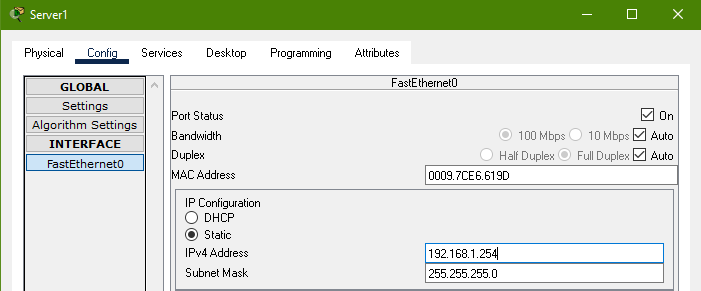 Server1
Physical Config Services Desktop Programming Attributes
GLOBAL
Settings
Algorithm Settings
INTERFACE
FastEthernet0
FastEthernet0
Port Status On
Bandwidth 100 Mbps 10 Mbps Auto
Duplex Half Duplex Full Duplex Auto
MAC Address 0009.7CE6.619D
IP Configuration
DHCP
Static
IPv4 Address 192.168.1.254
Subnet Mask 255.255.255.0